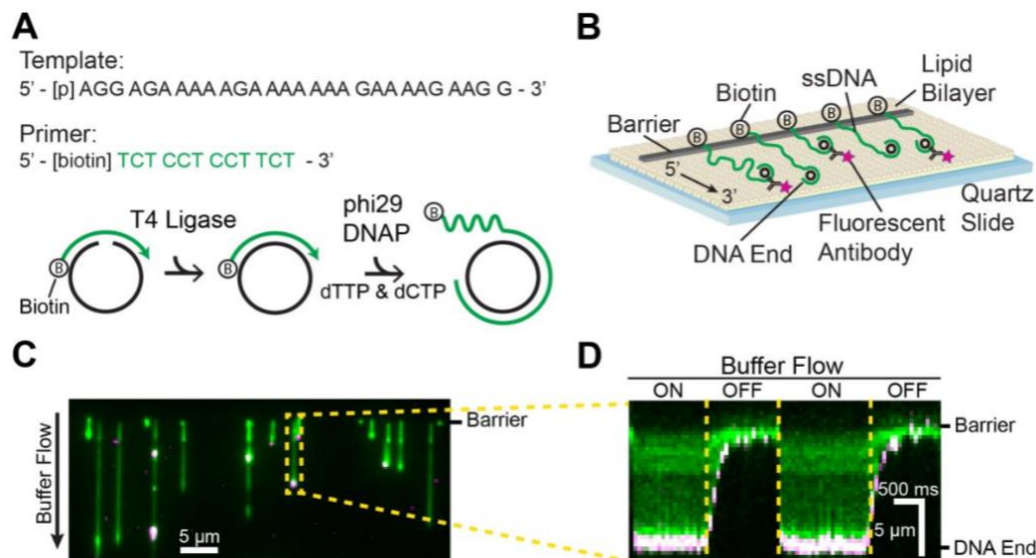 A
Template:
5' - [p] AGG AGA AAA AGA AAA AAA GAA AAG AAG G - 3'
Primer:
5' - [biotin] TCT CCT CCT TCT - 3'
T4 Ligase
phi29
DNAP
B
B
B
Biotin
dTTP & dCTP
B
Barrier
Biotin
ssDNA
Lipid
Bilayer
B
B
B
B
B
5'
3'
DNA End
Fluorescent
Antibody
Quartz
Slide
C
Buffer Flow
Barrier
5 µm
D
Buffer Flow
ON OFF ON OFF
Barrier
500 ms
5 µm
DNA End